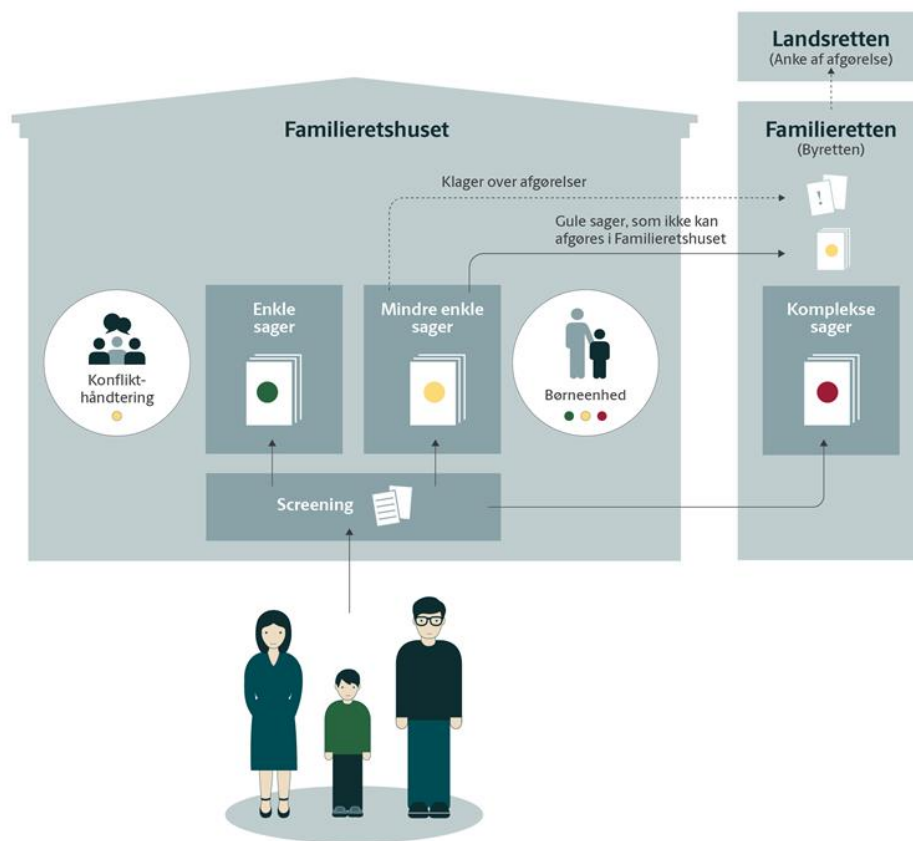 Landsretten
(Anke af afgørelse)
Familieretshuset
Familieretten
(Byretten)
Klager over afgørelser
!
Gule sager, som ikke kan
afgøres i Familieretshuset
Enkle
sager
Mindre enkle
sager
Komplekse
sager
Konflikt-
håndtering
Børneenhed
Screening